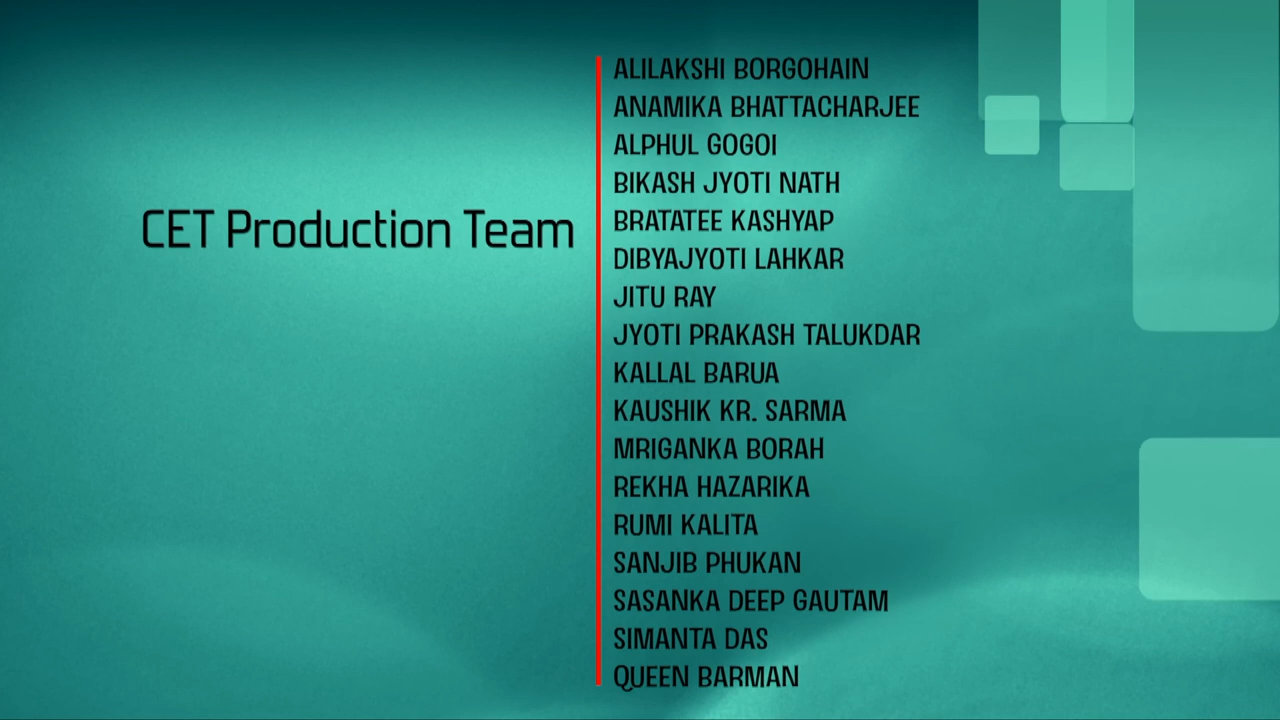 CET Production Team
ALILAKSHI BORGOHAIN
ANAMIKA BHATTACHARJEE
ALPHUL GOGOI
BIKASH JYOTI NATH
BRATATEE KASHYAP
DIBYAJYOTI LAHKAR
JITU RAY
JYOTI PRAKASH TALUKDAR
KALLAL BARUA
KAUSHIK KR. SARMA
MRIGANKA BORAH
REKHA HAZARIKA
RUMI KALITA
SANJIB PHUKAN
SASANKA DEEP GAUTAM
SIMANTA DAS
QUEEN BARMAN